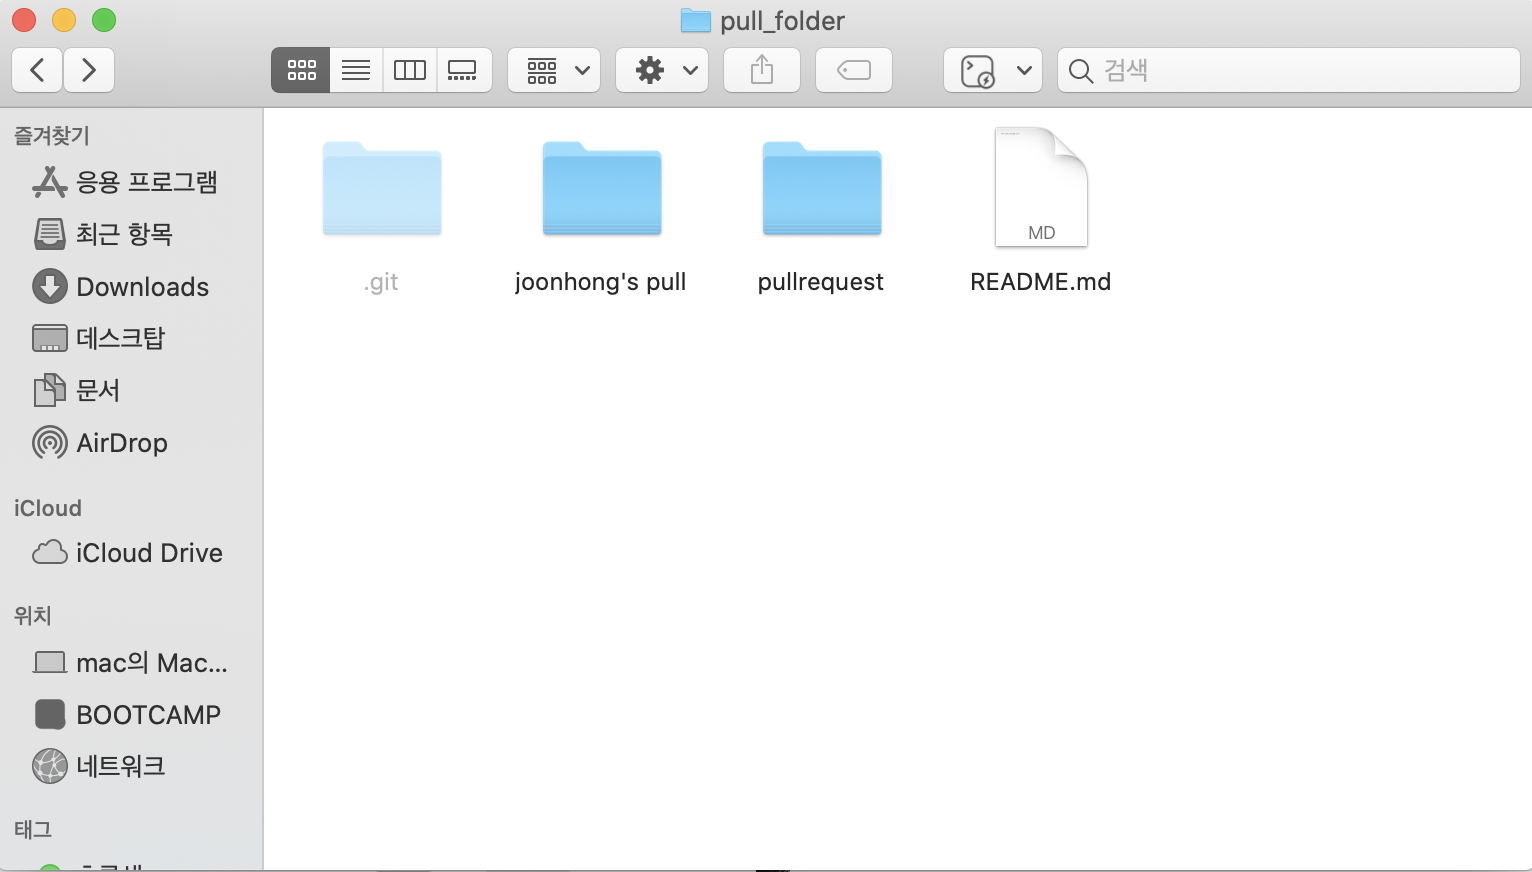 pull_folder
검색
즐겨찾기
응용 프로그램
최근 항목
Downloads
데스크탑
문서
AirDrop
iCloud
iCloud Drive
위치
mac의 Mac...
BOOTCAMP
네트워크
태그
.git
joonhong's pull
pullrequest
MD
README.md